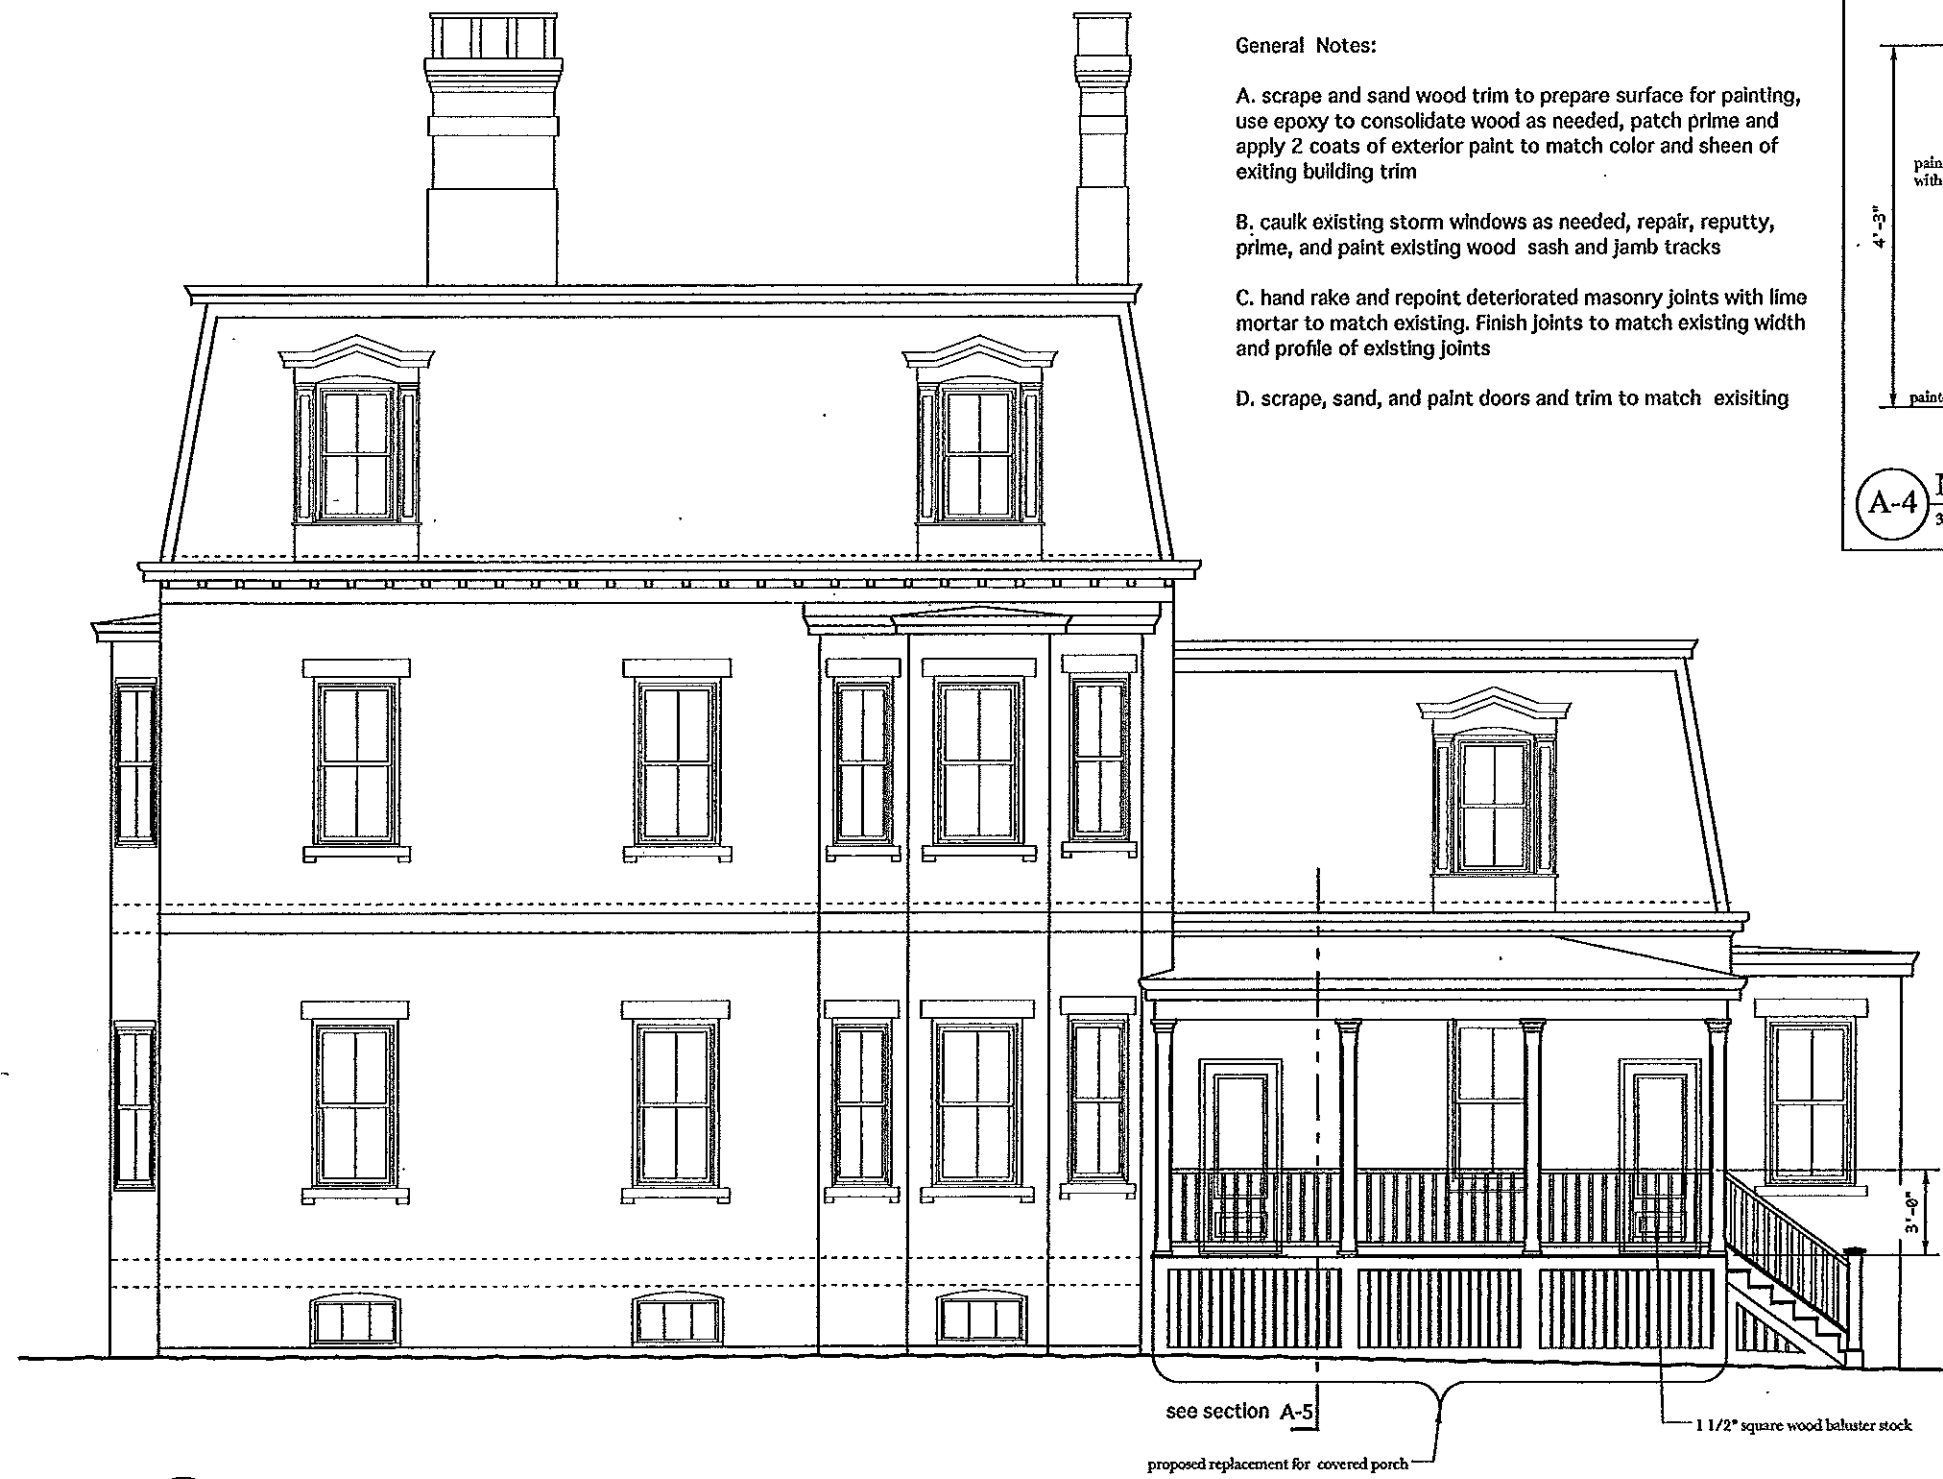 General Notes:
A. scrape and sand wood trim to prepare surface for painting,
use epoxy to consolidate wood as needed, patch prime and
apply 2 coats of exterior paint to match color and sheen of
exiting building trim
B. caulk existing storm windows as needed, repair, reputty,
prime, and paint existing wood sash and jamb tracks
C. hand rake and repoint deteriorated masonry joints with lime
mortar to match existing. Finish joints to match existing width
and profile of existing joints
D. scrape, sand, and paint doors and trim to match exisiting
4'-3"
with
A-4
3'-0"
see section A-5
1 1/2" square wood baluster stock
proposed replacement for covered porch